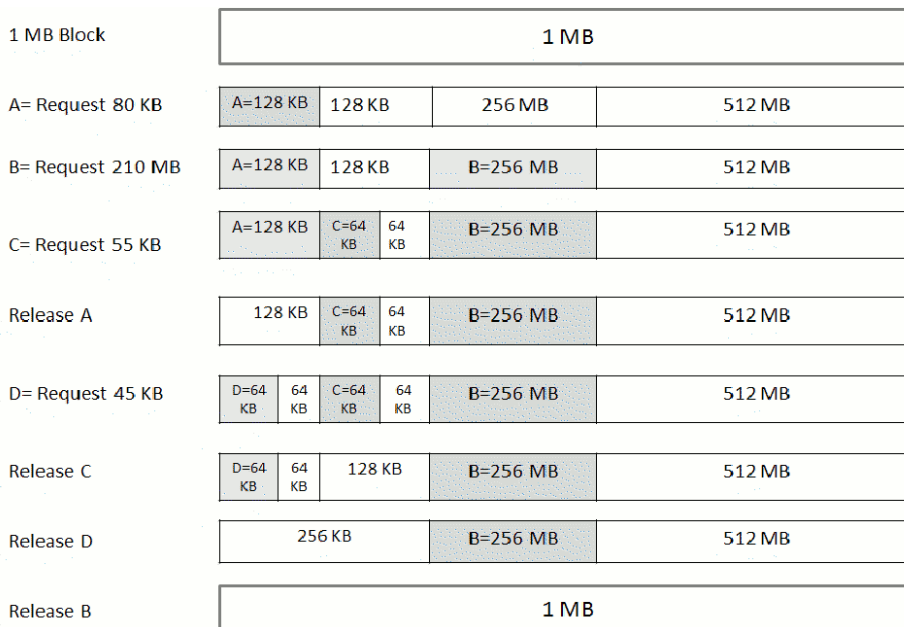 1 MB Block 1 MB
A= Request 80 KB A=128 KB 128 KB 256 MB 512 MB
B= Request 210 MB A=128 KB 128 KB B=256 MB 512 MB
C= Request 55 KB A=128 KB C=64 KB 64 KB B=256 MB 512 MB
Release A 128 KB C=64 KB 64 KB B=256 MB 512 MB
D= Request 45 KB D=64 KB 64 KB C=64 KB 64 KB B=256 MB 512 MB
Release C D=64 KB 64 KB 128 KB B=256 MB 512 MB
Release D 256 KB B=256 MB 512 MB
Release B 1 MB